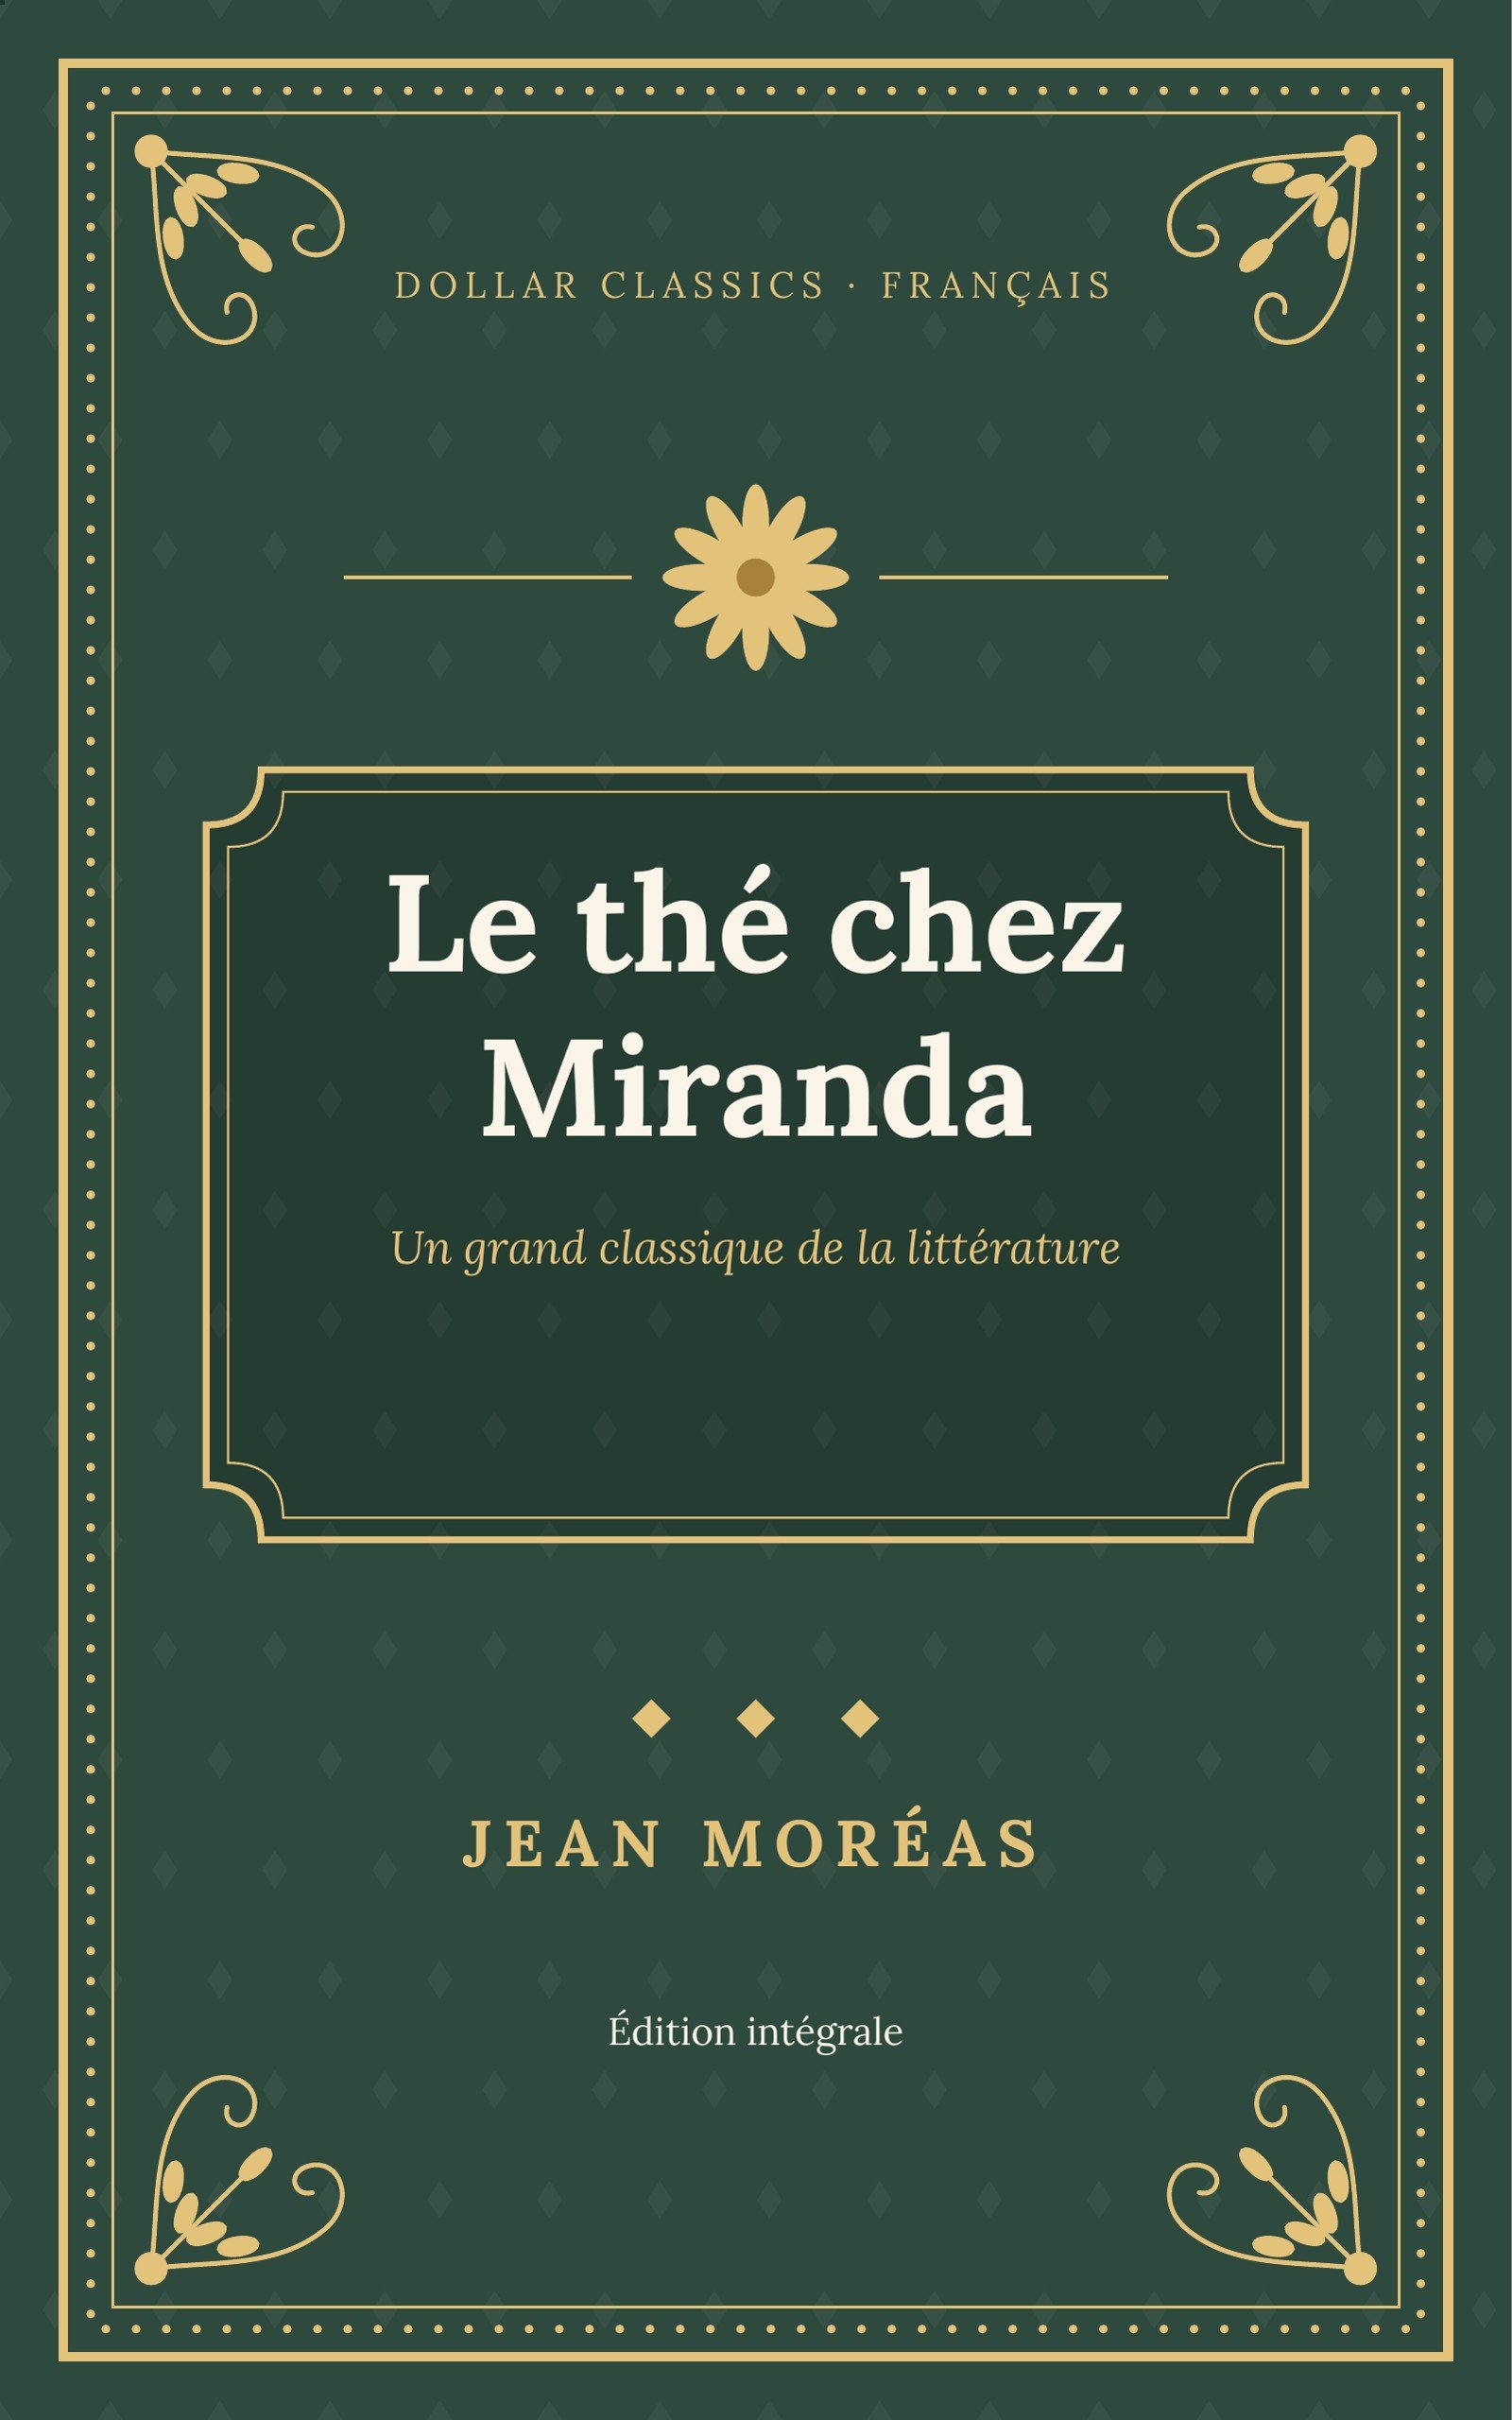 DOLLAR CLASSICS · FRANÇAIS
Le thé chez
Miranda
Un grand classique de la littérature
JEAN MORÉAS
Édition intégrale